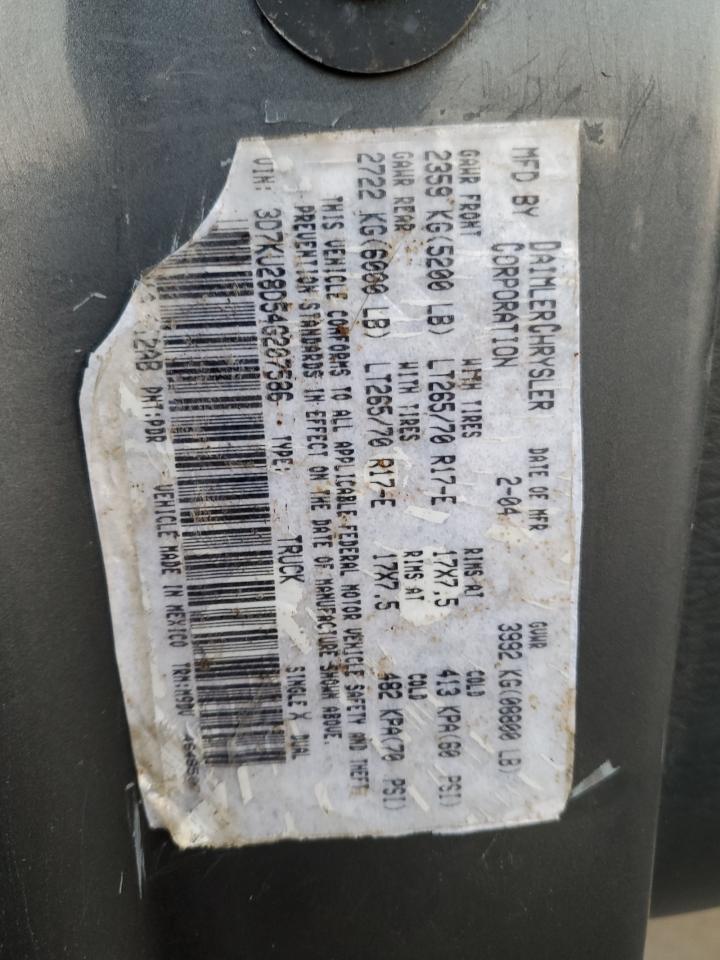 MFD BY DAIMLERCHRYSLER DATE OF MFR GVWR
CORPORATION 2-04 3992 KG(08800 LB)
GAWR FRONT WITH TIRES RIMS AT COLD
2359 KG(5200 LB) LT265/70 R17-E 17X7.5 413 KPA(60 PSI)
GAWR REAR WITH TIRES RIMS AT COLD
2722 KG(6000 LB) LT265/70 R17-E 17X7.5 482 KPA(70 PSI)
THIS VEHICLE CONFORMS TO ALL APPLICABLE FEDERAL MOTOR VEHICLE SAFETY AND THEFT
PREVENTION STANDARDS IN EFFECT ON THE DATE OF MANUFACTURE SHOWN ABOVE.
VIN: 3D7KU28D54G207586 TYPE: TRUCK SINGLE X DUAL
PNT:PDR VEHICLE MADE IN MEXICO TRM:M9DV